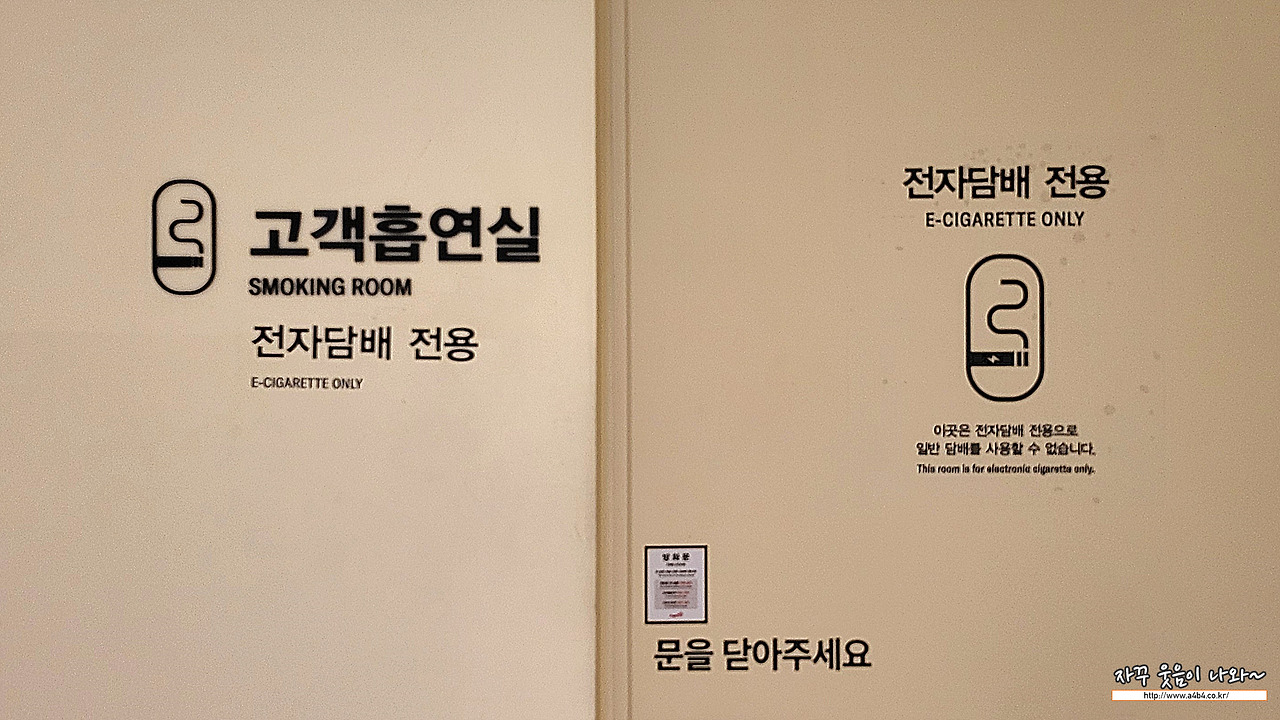 고객흡연실
SMOKING ROOM
전자담배 전용
E-CIGARETTE ONLY
전자담배 전용
E-CIGARETTE ONLY
이곳은 전자담배 전용으로
일반 담배를 사용할 수 없습니다.
This room is for electronic cigarette only.
방화문
문을 닫아주세요
자꾸 웃음이 나와~
http://www.a4b4.co.kr/